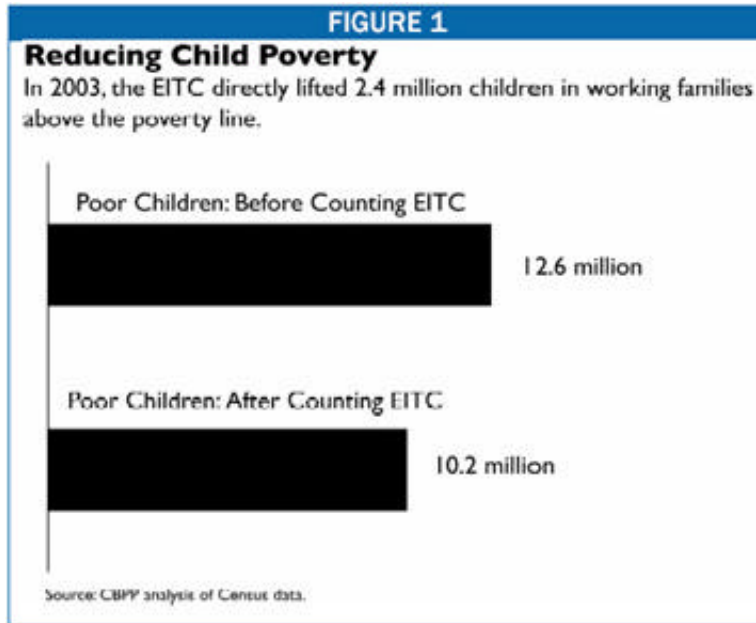 FIGURE 1
Reducing Child Poverty
In 2003, the EITC directly lifted 2.4 million children in working families
above the poverty line.
Poor Children: Before Counting EITC
12.6 million
Poor Children: After Counting EITC
10.2 million
Source: CBPP analysis of Census data.